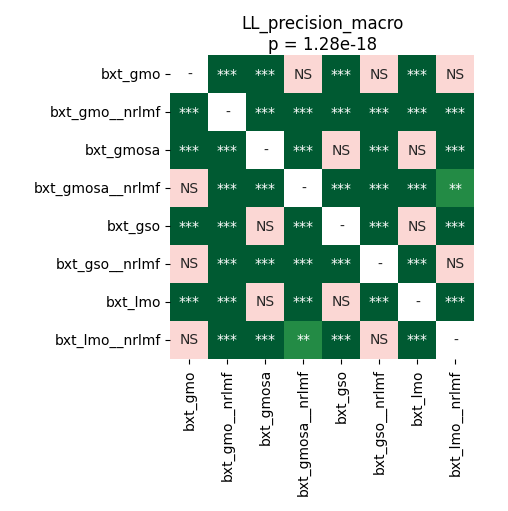 LL_precision_macro
p = 1.28e-18
bxt_gmo - *** *** NS *** NS *** NS
bxt_gmo__nrlmf *** - *** *** *** *** *** ***
bxt_gmosa *** *** - *** NS *** NS ***
bxt_gmosa__nrlmf NS *** *** - *** *** *** **
bxt_gso *** *** NS *** - *** NS ***
bxt_gso__nrlmf NS *** *** *** *** - *** NS
bxt_lmo *** *** NS *** NS *** - ***
bxt_lmo__nrlmf NS *** *** ** *** NS *** -
bxt_gmo
bxt_gmo__nrlmf
bxt_gmosa
bxt_gmosa__nrlmf
bxt_gso
bxt_gso__nrlmf
bxt_lmo
bxt_lmo__nrlmf